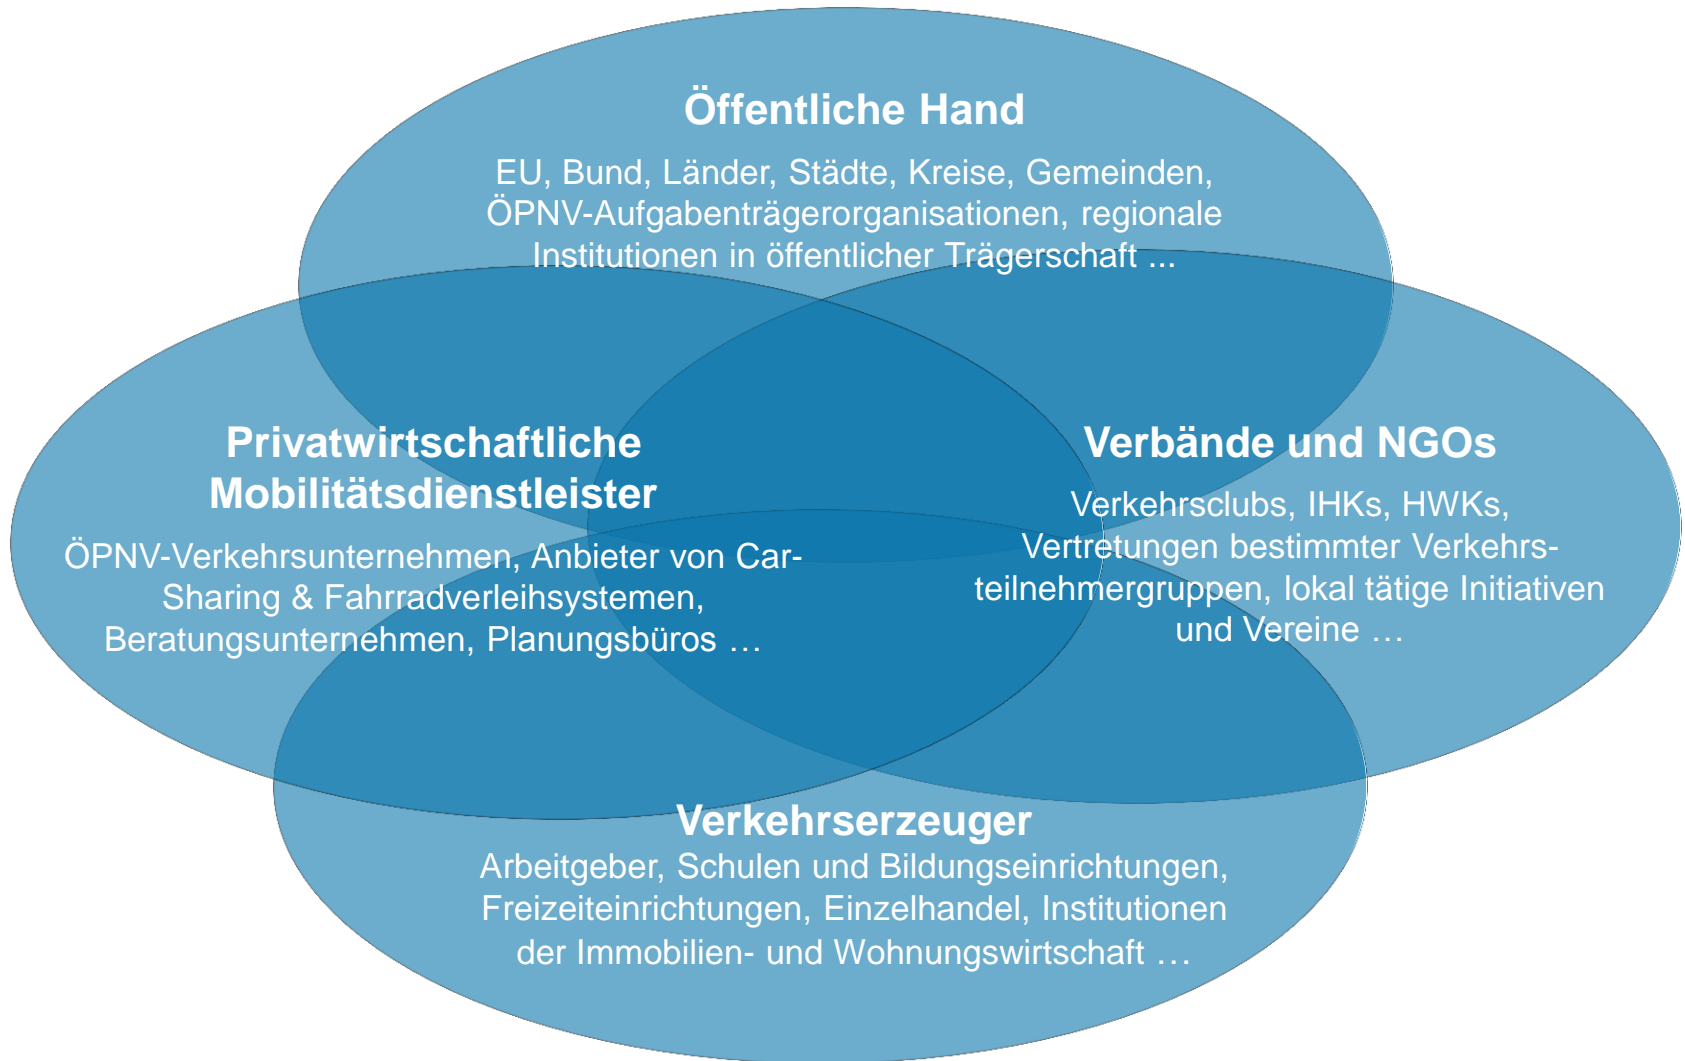 Öffentliche Hand
EU, Bund, Länder, Städte, Kreise, Gemeinden,
ÖPNV-Aufgabenträgerorganisationen, regionale
Institutionen in öffentlicher Trägerschaft ...
Privatwirtschaftliche
Mobilitätsdienstleister
ÖPNV-Verkehrsunternehmen, Anbieter von Car-
Sharing & Fahrradverleihsystemen,
Beratungsunternehmen, Planungsbüros …
Verbände und NGOs
Verkehrsclubs, IHKs, HWKs,
Vertretungen bestimmter Verkehrs-
teilnehmergruppen, lokal tätige Initiativen
und Vereine …
Verkehrserzeuger
Arbeitgeber, Schulen und Bildungseinrichtungen,
Freizeiteinrichtungen, Einzelhandel, Institutionen
der Immobilien- und Wohnungswirtschaft …